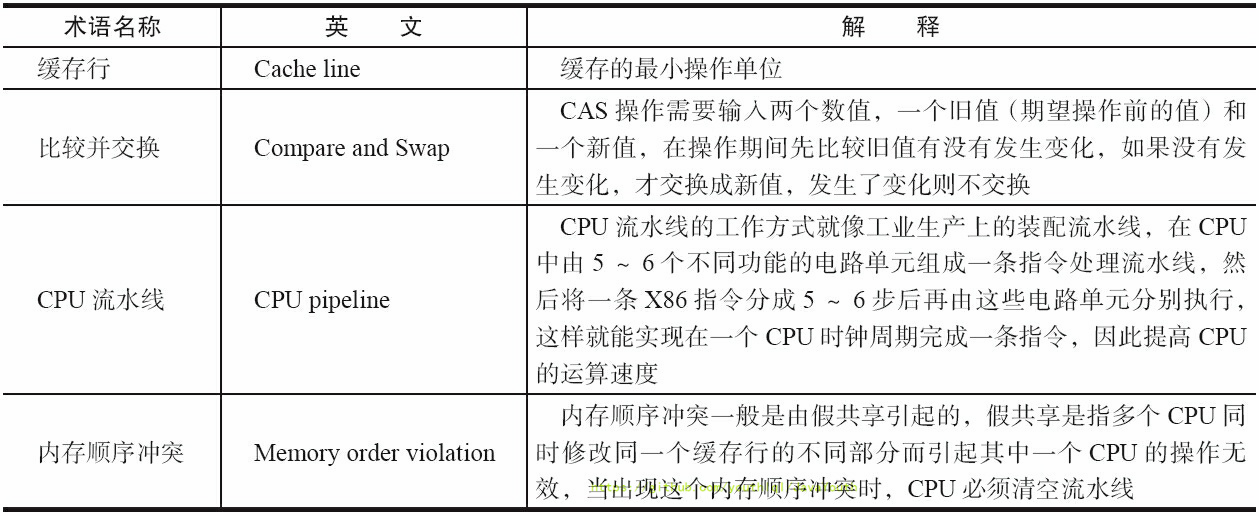 术语名称 英 文 解 释
缓存行 Cache line 缓存的最小操作单位
比较并交换 Compare and Swap CAS 操作需要输入两个数值，一个旧值（期望操作前的值）和
一个新值，在操作期间先比较旧值有没有发生变化，如果没有发
生变化，才交换成新值，发生了变化则不交换
CPU 流水线 CPU pipeline CPU 流水线的工作方式就像工业生产上的装配流水线，在 CPU
中由 5 ~ 6 个不同功能的电路单元组成一条指令处理流水线，然
后将一条 X86 指令分成 5 ~ 6 步后再由这些电路单元分别执行，
这样就能实现在一个 CPU 时钟周期完成一条指令，因此提高 CPU
的运算速度
内存顺序冲突 Memory order violation 内存顺序冲突一般是由假共享引起的，假共享是指多个 CPU 同
时修改同一个缓存行的不同部分而引起其中一个 CPU 的操作无
效，当出现这个内存顺序冲突时，CPU 必须清空流水线